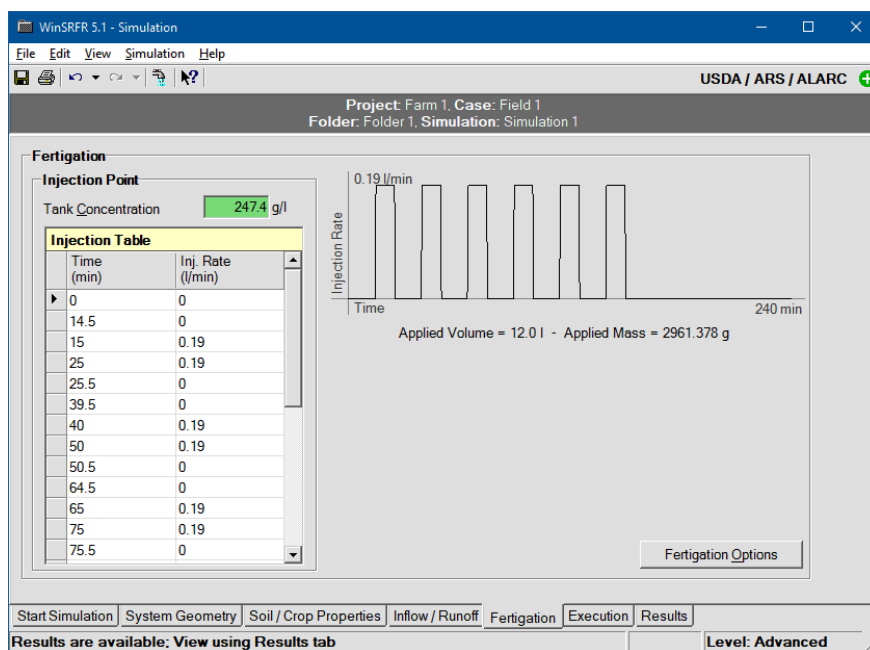 WinSRFR 5.1 - Simulation
File Edit View Simulation Help
USDA / ARS / ALARC
Project: Farm 1, Case: Field 1
Folder: Folder 1, Simulation: Simulation 1
Fertigation
Injection Point
Tank Concentration 247.4 g/l
Injection Table
Time (min) Inj. Rate (l/min)
0 0
14.5 0
15 0.19
25 0.19
25.5 0
39.5 0
40 0.19
50 0.19
50.5 0
64.5 0
65 0.19
75 0.19
75.5 0
0.19 l/min
Injection Rate
Time 240 min
Applied Volume = 12.0 l - Applied Mass = 2961.378 g
Fertigation Options
Start Simulation System Geometry Soil / Crop Properties Inflow / Runoff Fertigation Execution Results
Results are available; View using Results tab Level: Advanced